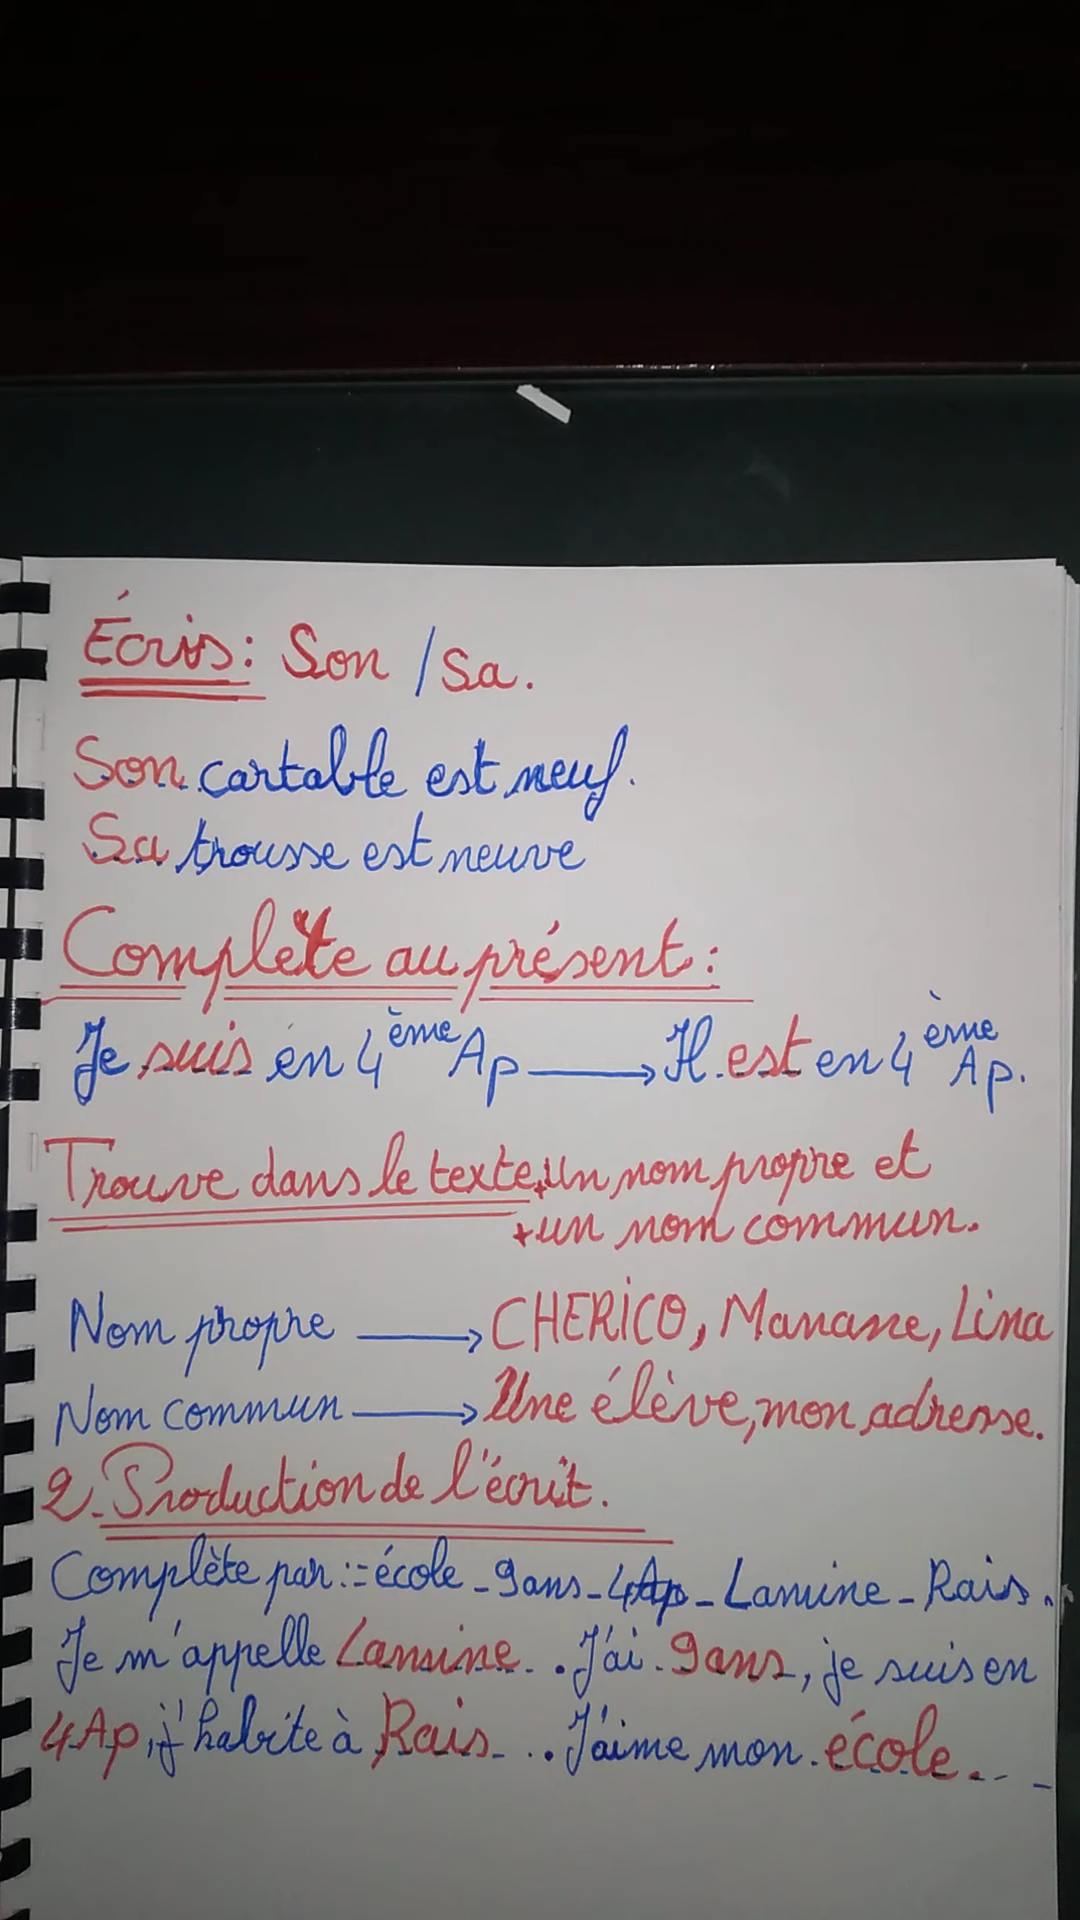 Écris: Son / Sa.
Son cartable est neuf.
Sa trousse est neuve
Complète au présent:
Je suis en 4ème Ap → Il est en 4ème Ap.
Trouve dans le texte + un nom propre et
+ un nom commun.
Nom propre → CHERICO, Manane, Lina
Nom commun → Une élève, mon adresse.
2. Production de l'écrit.
Complète par :- école - 9ans - 4Ap - Lamine - Rais.
Je m'appelle Lamine... J'ai 9ans, je suis en
4Ap, j'habite à Rais... J'aime mon école...